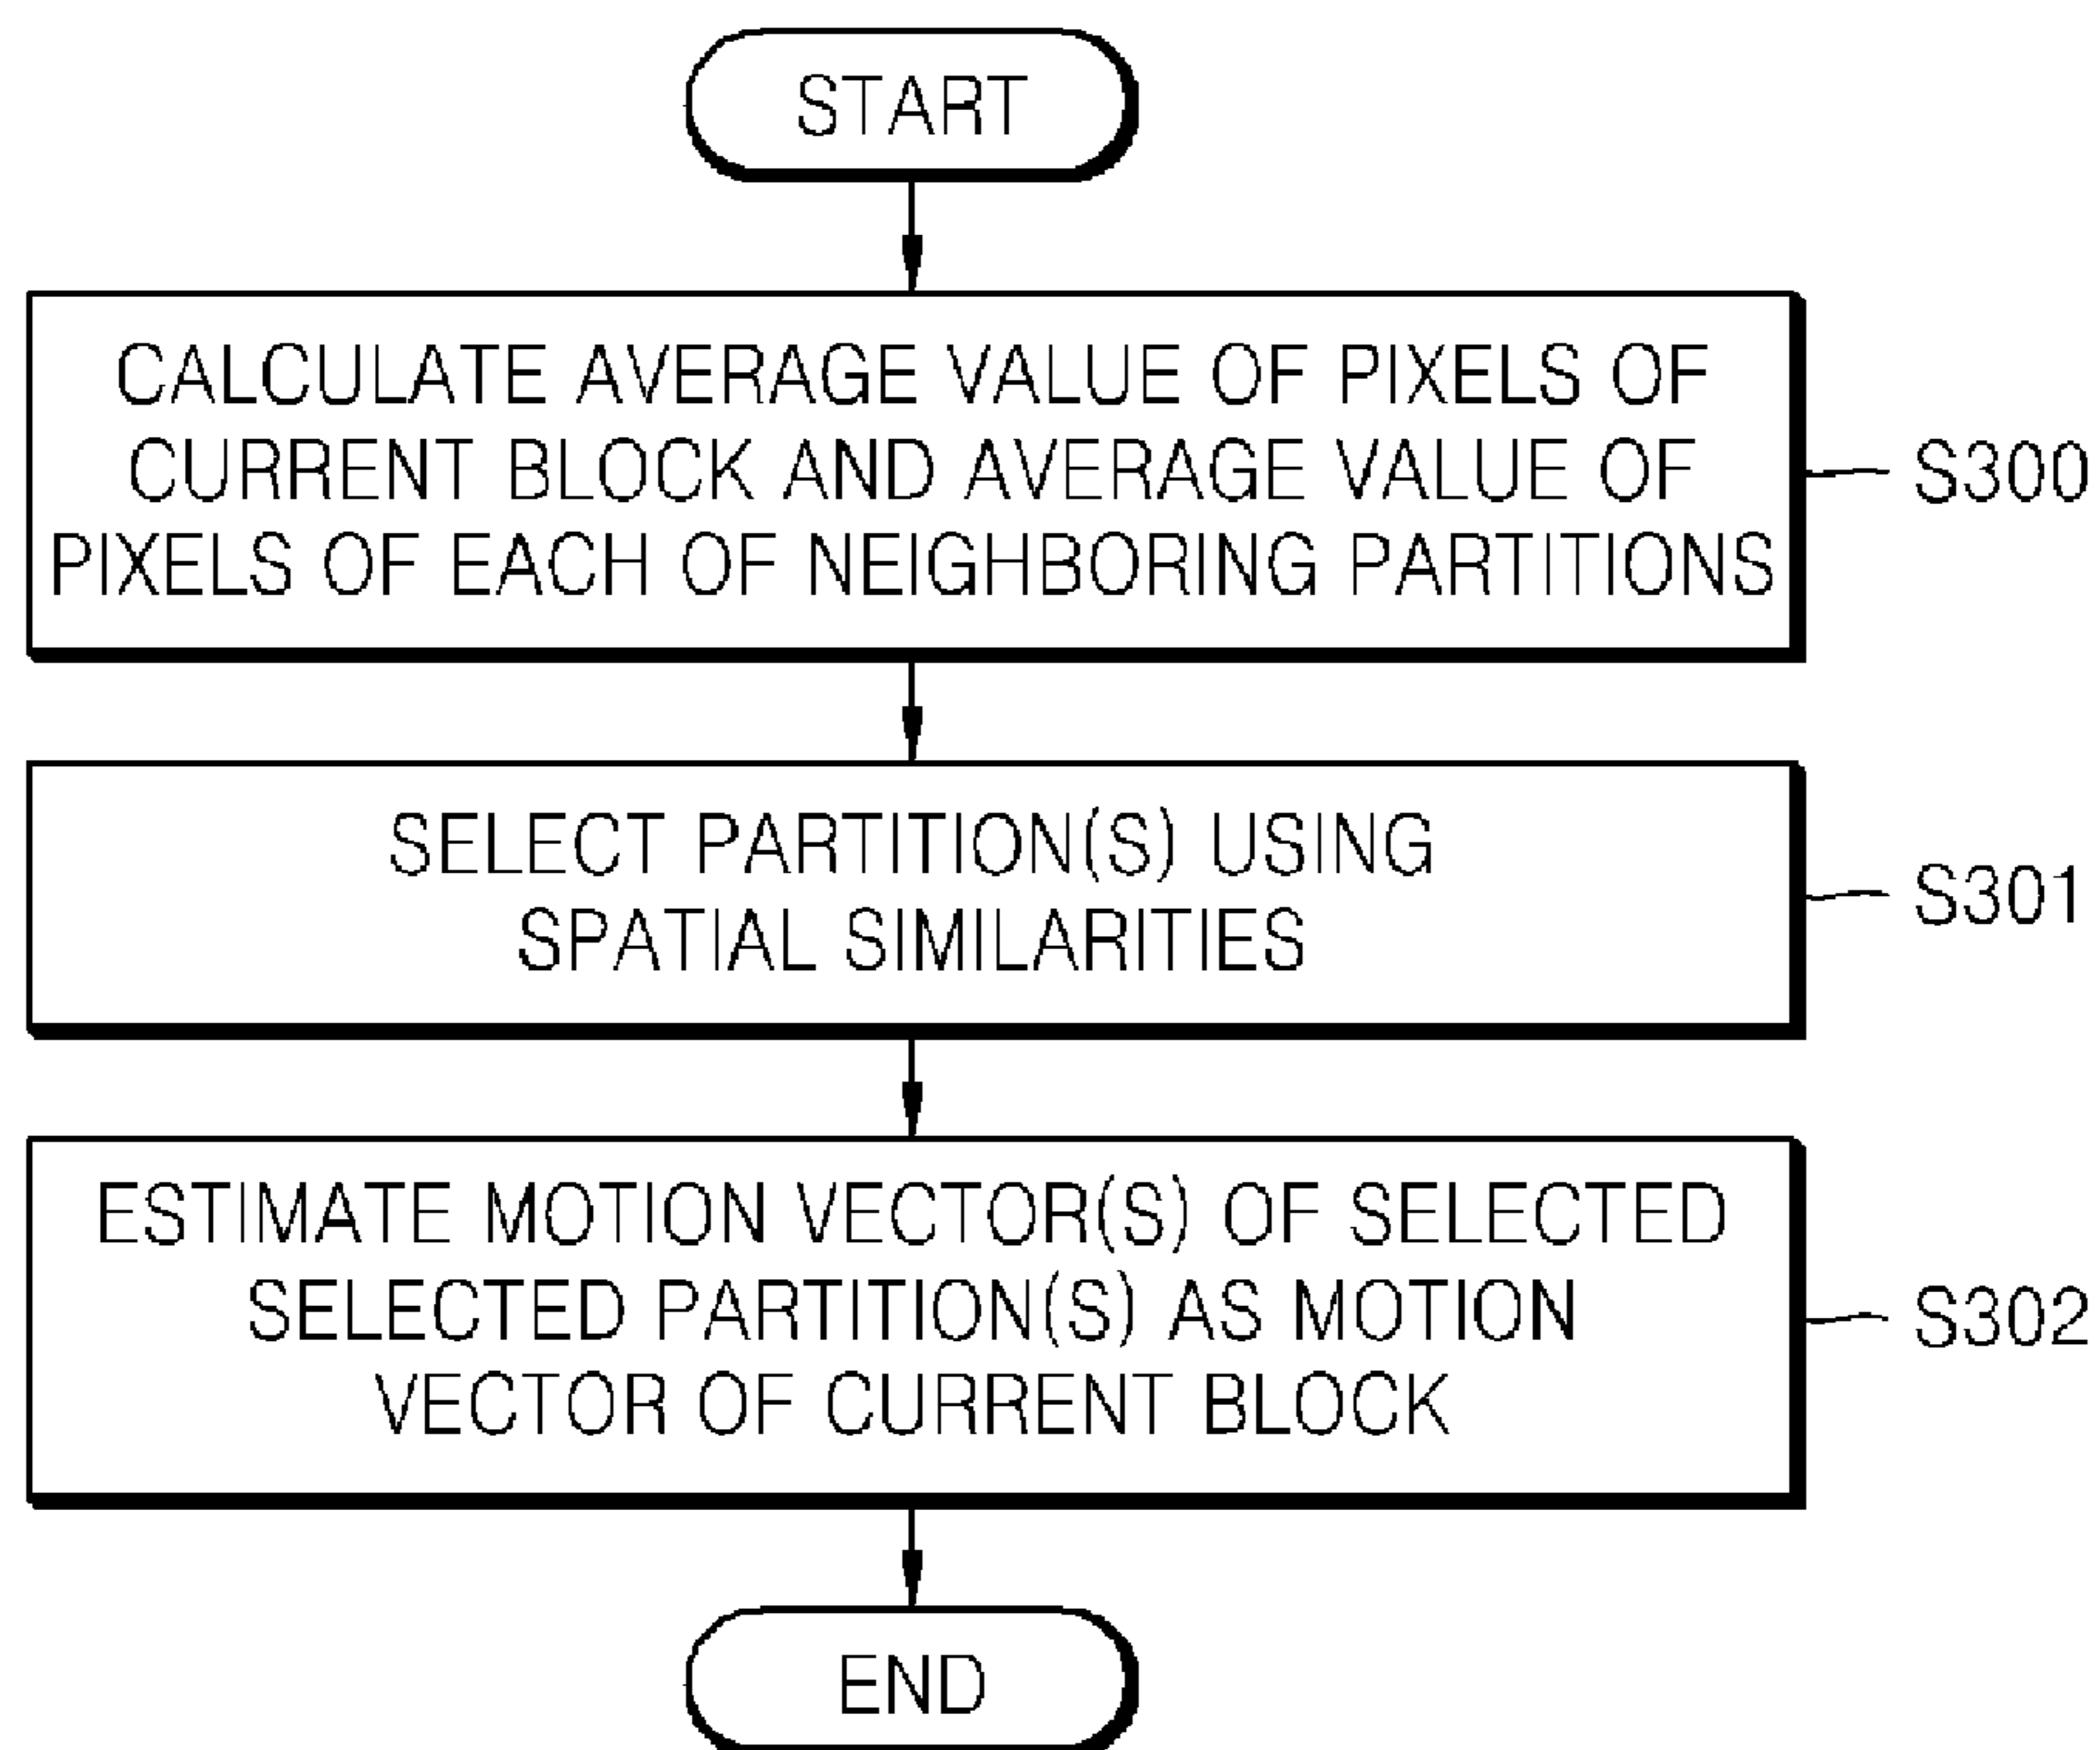 START
CALCULATE AVERAGE VALUE OF PIXELS OF
CURRENT BLOCK AND AVERAGE VALUE OF
PIXELS OF EACH OF NEIGHBORING PARTITIONS
S300
SELECT PARTITION(S) USING
SPATIAL SIMILARITIES
S301
ESTIMATE MOTION VECTOR(S) OF SELECTED
SELECTED PARTITION(S) AS MOTION
VECTOR OF CURRENT BLOCK
S302
END